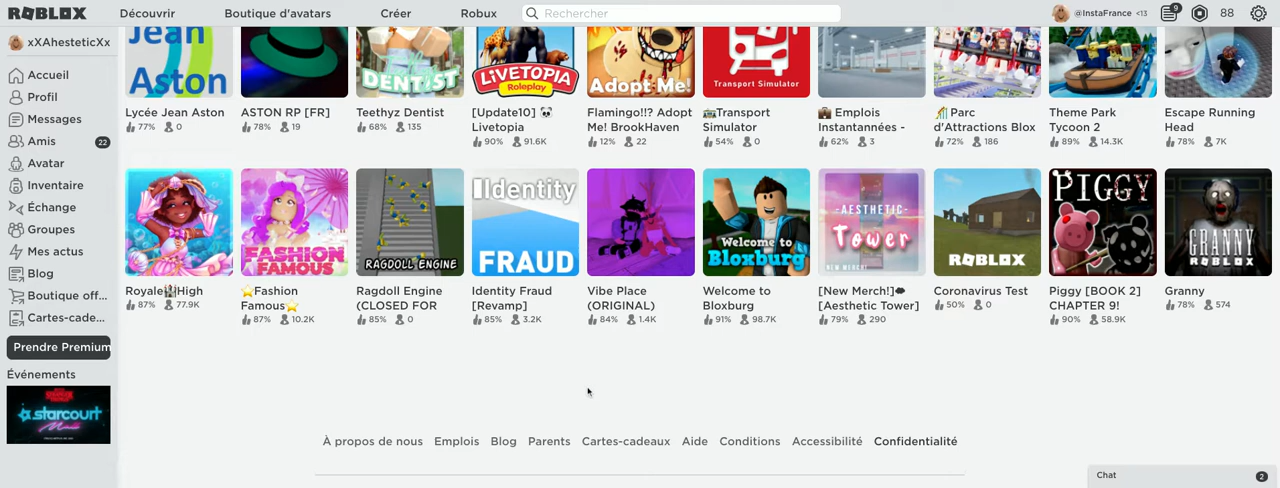 ROBLOX Découvrir Boutique d'avatars Créer Robux Rechercher @InstaFrance <13 9 88
xXAhesteticXx
Accueil
Profil
Messages
Amis 22
Avatar
Inventaire
Échange
Groupes
Mes actus
Blog
Boutique off...
Cartes-cade...
Prendre Premium
Événements
starcourt
Jean
Aston
DENTIST
LIVETOPIA
Roleplay
Adopt Me!
Transport Simulator
Lycée Jean Aston
77% 0
ASTON RP [FR]
78% 19
Teethyz Dentist
68% 135
[Update10] 🐼
Livetopia
90% 91.6K
Flamingo!!? Adopt
Me! BrookHaven
12% 22
🚌Transport
Simulator
54% 0
💼 Emplois
Instantannées -
62% 3
🎢Parc
d'Attractions Blox
72% 186
Theme Park
Tycoon 2
89% 14.3K
Escape Running
Head
78% 7K
FASHION
FAMOUS
RAGDOLL ENGINE
Identity
FRAUD
Welcome to
Bloxburg
-AESTHETIC-
Tower
NEW MERCH!
ROBLOX
PIGGY
GRANNY
ROBLOX
Royale🏰High
87% 77.9K
⭐Fashion
Famous⭐
87% 10.2K
Ragdoll Engine
(CLOSED FOR
85% 0
Identity Fraud
[Revamp]
85% 3.2K
Vibe Place
(ORIGINAL)
84% 1.4K
Welcome to
Bloxburg
91% 98.7K
[New Merch!]☁
[Aesthetic Tower]
79% 290
Coronavirus Test
50% 0
Piggy [BOOK 2]
CHAPTER 9!
90% 58.9K
Granny
78% 574
À propos de nous Emplois Blog Parents Cartes-cadeaux Aide Conditions Accessibilité Confidentialité
Chat 2